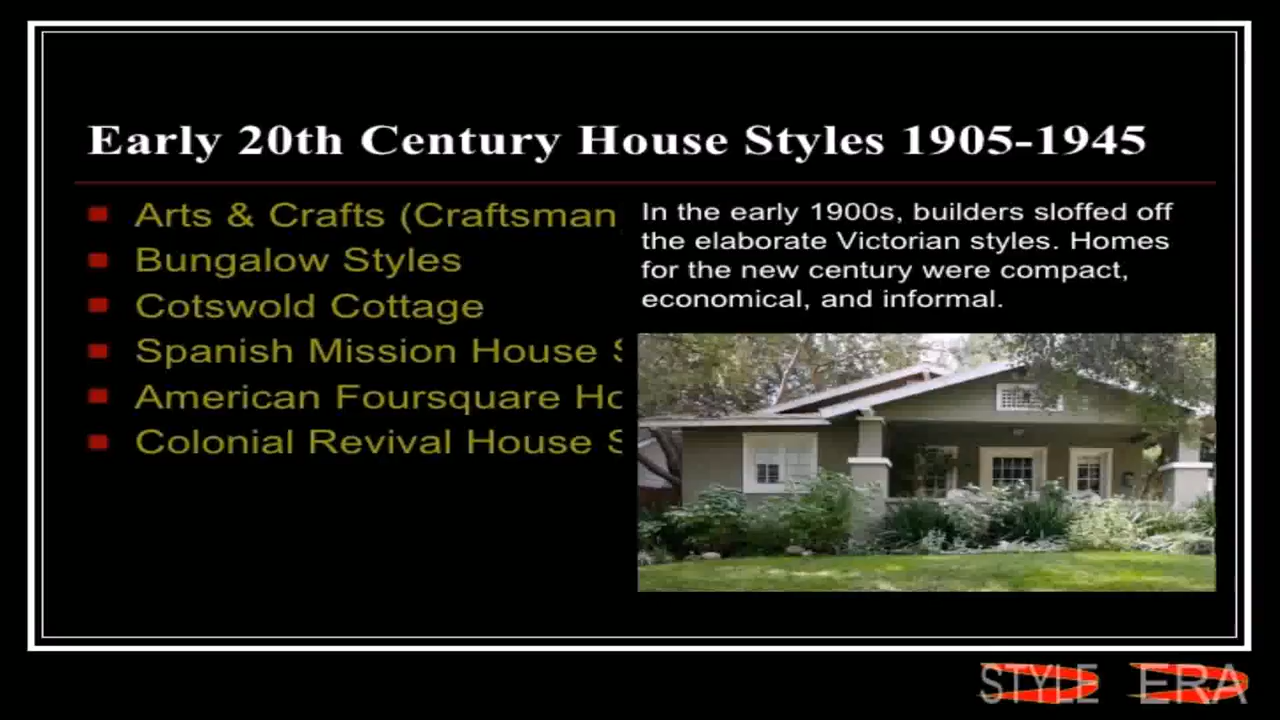 Early 20th Century House Styles 1905-1945
Arts & Crafts (Craftsman
Bungalow Styles
Cotswold Cottage
Spanish Mission House S
American Foursquare Ho
Colonial Revival House S
In the early 1900s, builders sloffed off
the elaborate Victorian styles. Homes
for the new century were compact,
economical, and informal.
STYLE ERA